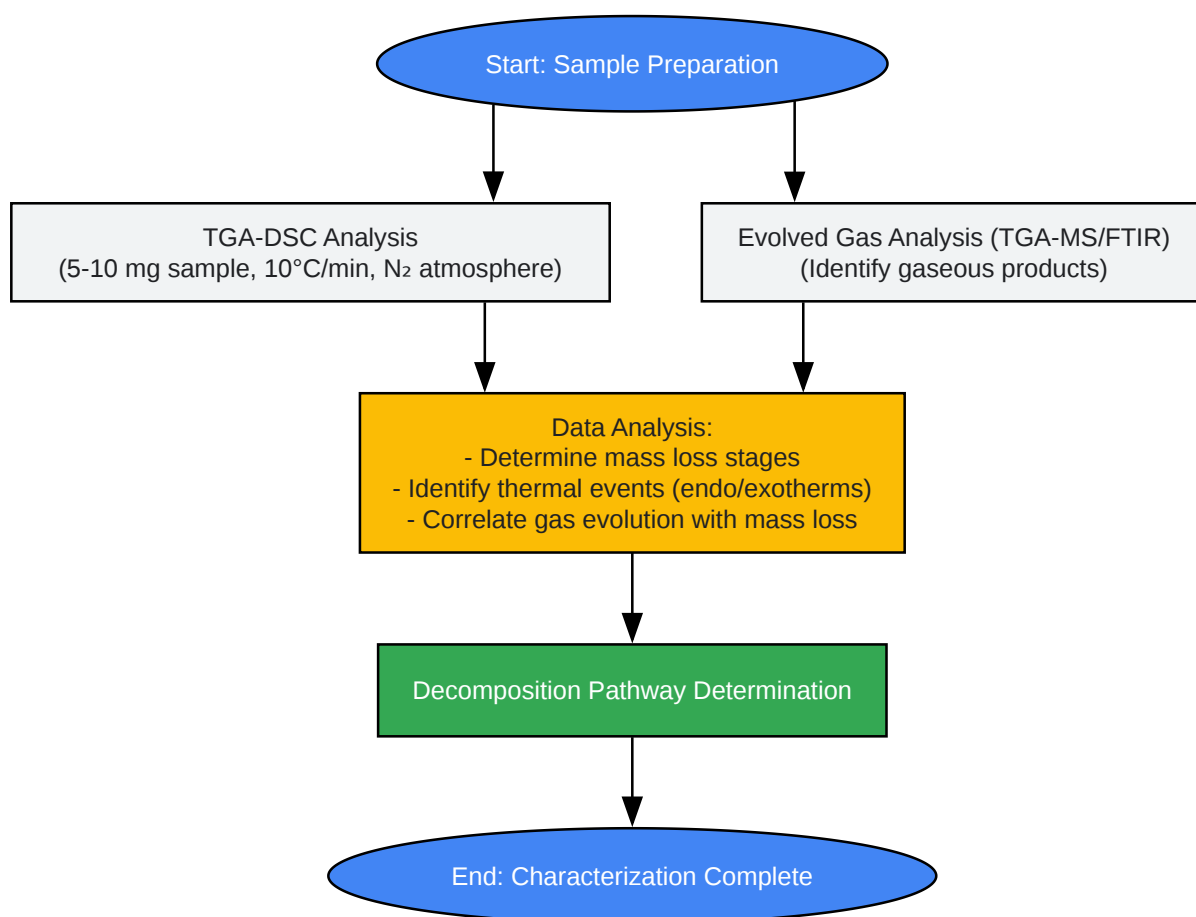 Start: Sample Preparation
TGA-DSC Analysis
(5-10 mg sample, 10°C/min, N₂ atmosphere)
Evolved Gas Analysis (TGA-MS/FTIR)
(Identify gaseous products)
Data Analysis:
- Determine mass loss stages
- Identify thermal events (endo/exotherms)
- Correlate gas evolution with mass loss
Decomposition Pathway Determination
End: Characterization Complete